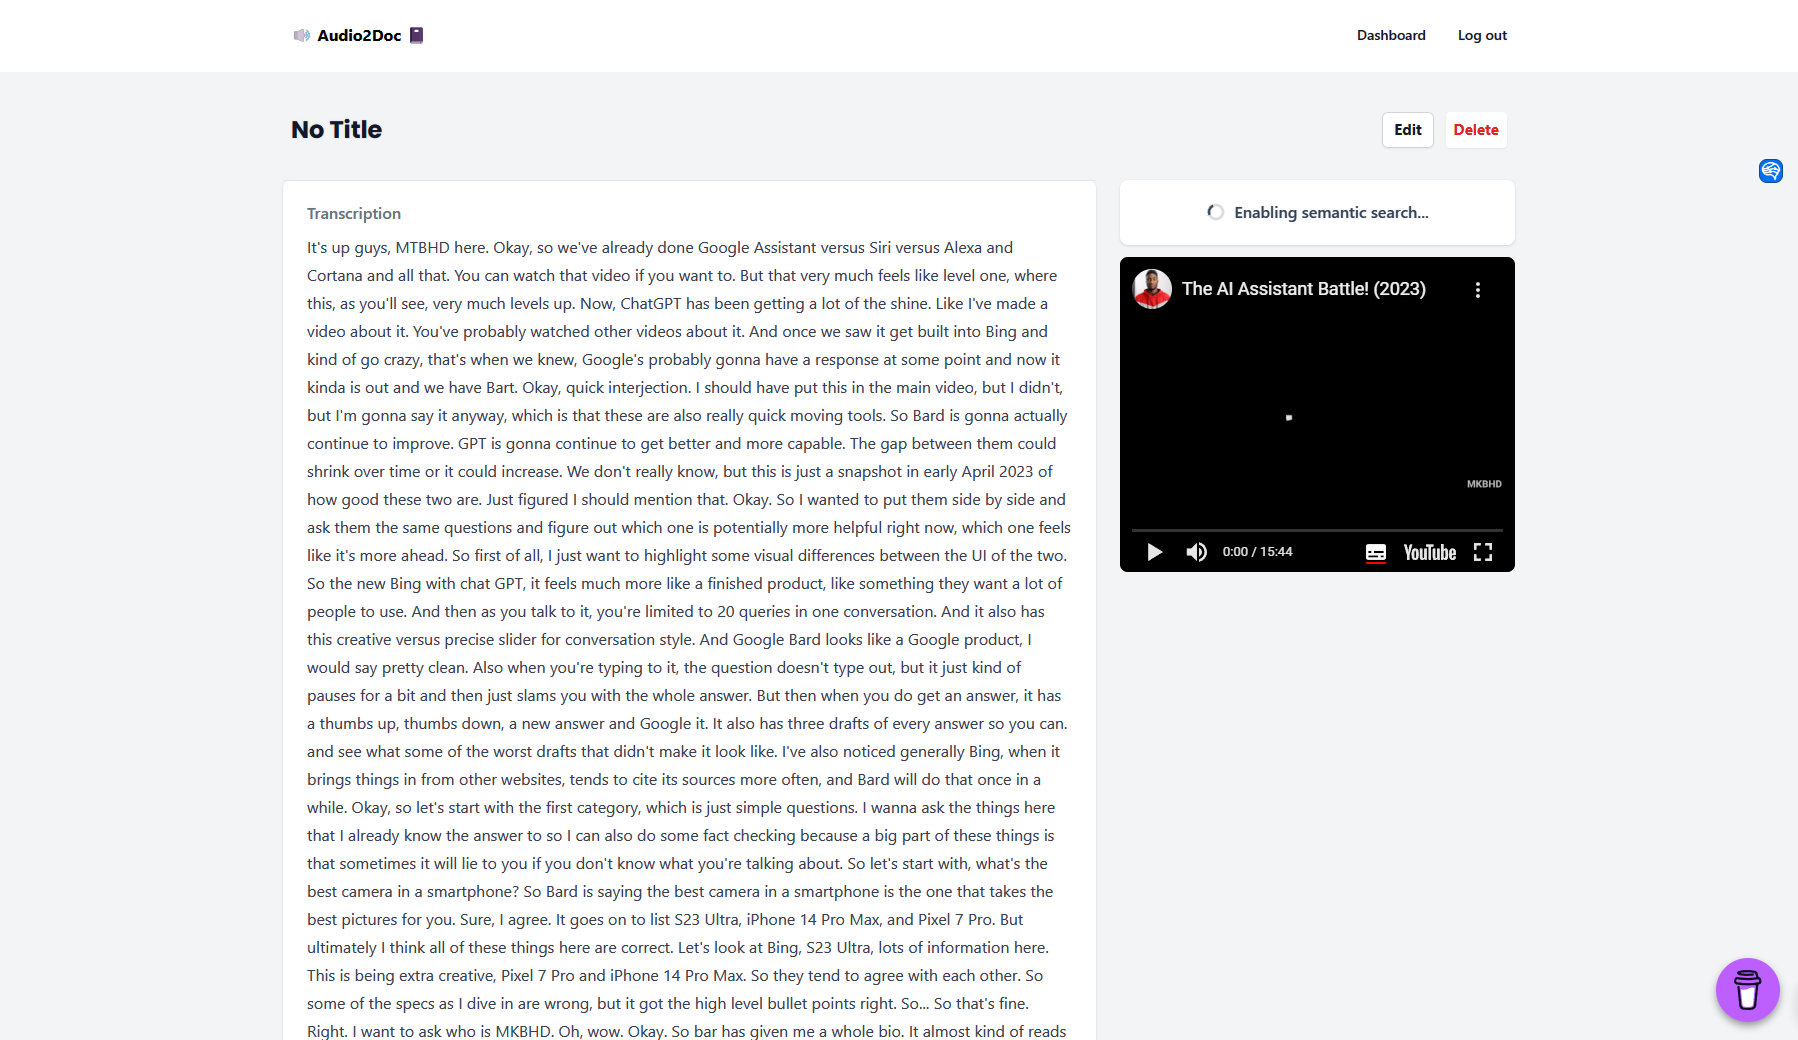 Audio2Doc
Dashboard
Log out
No Title
Edit
Delete
Transcription
It's up guys, MTBHD here. Okay, so we've already done Google Assistant versus Siri versus Alexa and
Cortana and all that. You can watch that video if you want to. But that very much feels like level one, where
this, as you'll see, very much levels up. Now, ChatGPT has been getting a lot of the shine. Like I've made a
video about it. You've probably watched other videos about it. And once we saw it get built into Bing and
kind of go crazy, that's when we knew, Google's probably gonna have a response at some point and now it
kinda is out and we have Bart. Okay, quick interjection. I should have put this in the main video, but I didn't,
but I'm gonna say it anyway, which is that these are also really quick moving tools. So Bard is gonna actually
continue to improve. GPT is gonna continue to get better and more capable. The gap between them could
shrink over time or it could increase. We don't really know, but this is just a snapshot in early April 2023 of
how good these two are. Just figured I should mention that. Okay. So I wanted to put them side by side and
ask them the same questions and figure out which one is potentially more helpful right now, which one feels
like it's more ahead. So first of all, I just want to highlight some visual differences between the UI of the two.
So the new Bing with chat GPT, it feels much more like a finished product, like something they want a lot of
people to use. And then as you talk to it, you're limited to 20 queries in one conversation. And it also has
this creative versus precise slider for conversation style. And Google Bard looks like a Google product, I
would say pretty clean. Also when you're typing to it, the question doesn't type out, but it just kind of
pauses for a bit and then just slams you with the whole answer. But then when you do get an answer, it has
a thumbs up, thumbs down, a new answer and Google it. It also has three drafts of every answer so you can.
and see what some of the worst drafts that didn't make it look like. I've also noticed generally Bing, when it
brings things in from other websites, tends to cite its sources more often, and Bard will do that once in a
while. Okay, so let's start with the first category, which is just simple questions. I wanna ask the things here
that I already know the answer to so I can also do some fact checking because a big part of these things is
that sometimes it will lie to you if you don't know what you're talking about. So let's start with, what's the
best camera in a smartphone? So Bard is saying the best camera in a smartphone is the one that takes the
best pictures for you. Sure, I agree. It goes on to list S23 Ultra, iPhone 14 Pro Max, and Pixel 7 Pro. But
ultimately I think all of these things here are correct. Let's look at Bing, S23 Ultra, lots of information here.
This is being extra creative, Pixel 7 Pro and iPhone 14 Pro Max. So they tend to agree with each other. So
some of the specs as I dive in are wrong, but it got the high level bullet points right. So... So that's fine.
Right. I want to ask who is MKBHD. Oh, wow. Okay. So bar has given me a whole bio. It almost kind of reads
Enabling semantic search...
The AI Assistant Battle! (2023)
MKBHD
0:00 / 15:44
YouTube